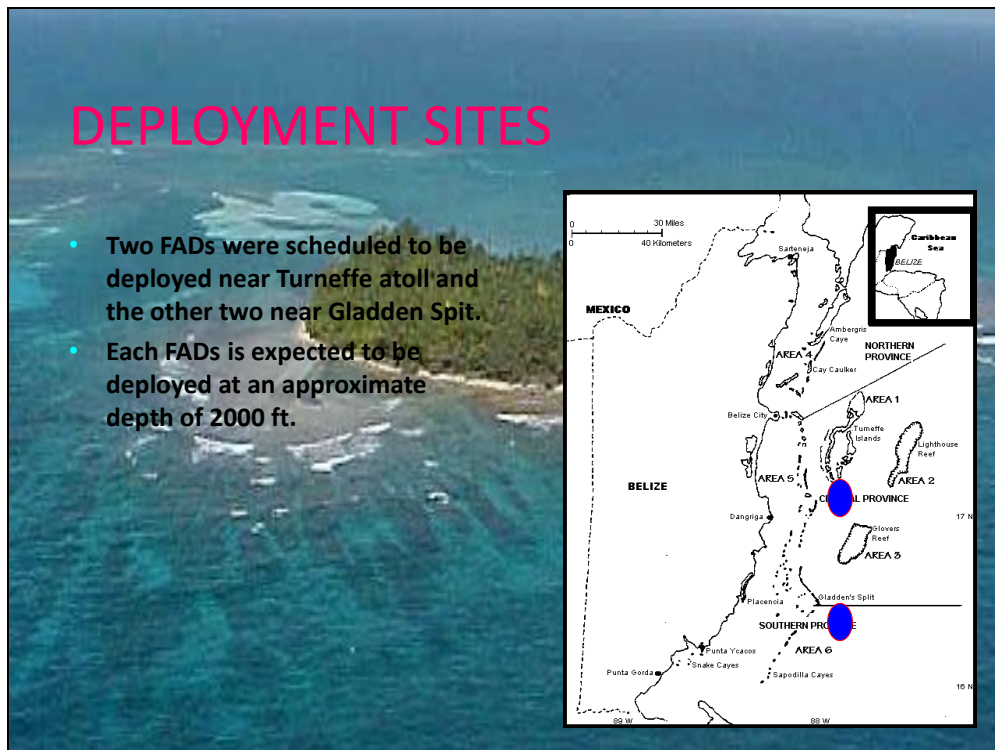 DEPLOYMENT SITES
• Two FADs were scheduled to be
deployed near Turneffe atoll and
the other two near Gladden Spit.
• Each FADs is expected to be
deployed at an approximate
depth of 2000 ft.
0 30 Miles
0 40 Kilometers
Sarteneja
Caribbean
Sea
BELIZE
MEXICO
Ambergris
Caye
NORTHERN
PROVINCE
AREA 4
Cay Caulker
AREA 1
Belize City
Turneffe
Islands
Lighthouse
Reef
AREA 5
AREA 2
BELIZE
AL PROVINCE
Dangriga
17 N
Glovers
Reef
AREA 3
Placencia
Gladden's Split
SOUTHERN PRO E
AREA 6
Punta Ycacos
Snake Cayes
Punta Gorda
Sapodilla Cayes
16 N
89 W
88 W